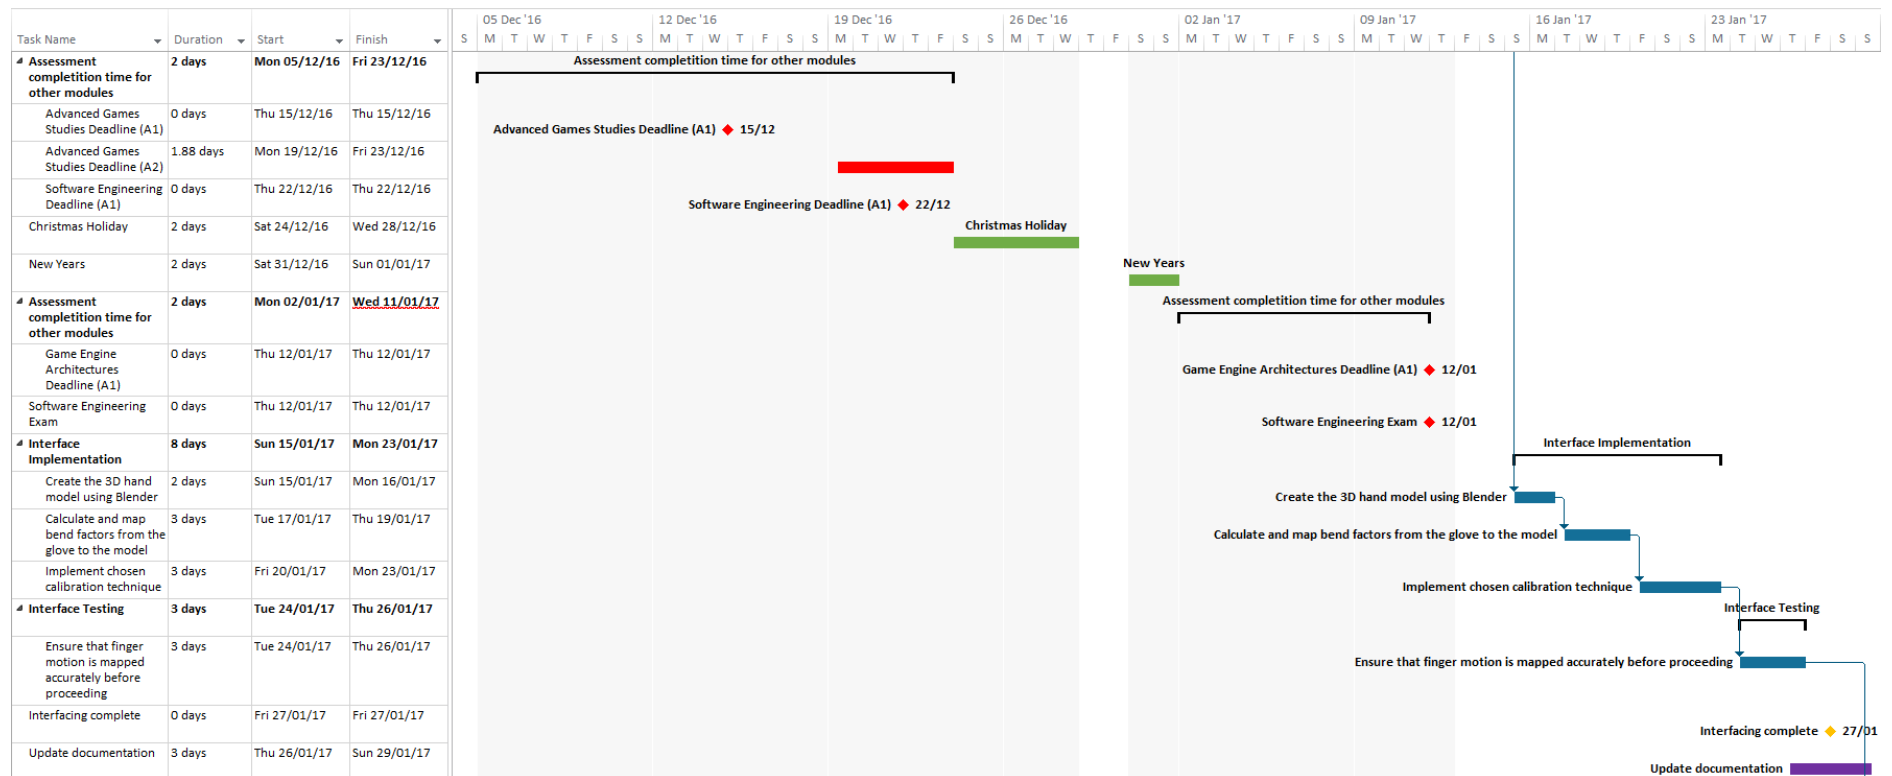 05 Dec '16 12 Dec '16 19 Dec '16 26 Dec '16 02 Jan '17 09 Jan '17 16 Jan '17 23 Jan '17
Task Name Duration Start Finish S M T W T F S S M T W T F S S M T W T F S S M T W T F S S M T W T F S S M T W T F S S M T W T F S S M T W T F S S
Assessment 2 days Mon 05/12/16 Fri 23/12/16 Assessment completition time for other modules
completition time for
other modules
Advanced Games 0 days Thu 15/12/16 Thu 15/12/16
Studies Deadline (A1) Advanced Games Studies Deadline (A1) 15/12
Advanced Games 1.88 days Mon 19/12/16 Fri 23/12/16
Studies Deadline (A2)
Software Engineering 0 days Thu 22/12/16 Thu 22/12/16
Deadline (A1) Software Engineering Deadline (A1) 22/12
Christmas Holiday 2 days Sat 24/12/16 Wed 28/12/16 Christmas Holiday
New Years 2 days Sat 31/12/16 Sun 01/01/17 New Years
Assessment 2 days Mon 02/01/17 Wed 11/01/17 Assessment completition time for other modules
completition time for
other modules
Game Engine 0 days Thu 12/01/17 Thu 12/01/17
Architectures Game Engine Architectures Deadline (A1) 12/01
Deadline (A1)
Software Engineering 0 days Thu 12/01/17 Thu 12/01/17
Exam Software Engineering Exam 12/01
Interface 8 days Sun 15/01/17 Mon 23/01/17 Interface Implementation
Implementation
Create the 3D hand 2 days Sun 15/01/17 Mon 16/01/17
model using Blender Create the 3D hand model using Blender
Calculate and map 3 days Tue 17/01/17 Thu 19/01/17
bend factors from the Calculate and map bend factors from the glove to the model
glove to the model
Implement chosen 3 days Fri 20/01/17 Mon 23/01/17
calibration technique Implement chosen calibration technique
Interface Testing 3 days Tue 24/01/17 Thu 26/01/17 Interface Testing
Ensure that finger 3 days Tue 24/01/17 Thu 26/01/17
motion is mapped Ensure that finger motion is mapped accurately before proceeding
accurately before
proceeding
Interfacing complete 0 days Fri 27/01/17 Fri 27/01/17
Interfacing complete 27/01
Update documentation 3 days Thu 26/01/17 Sun 29/01/17
Update documentation